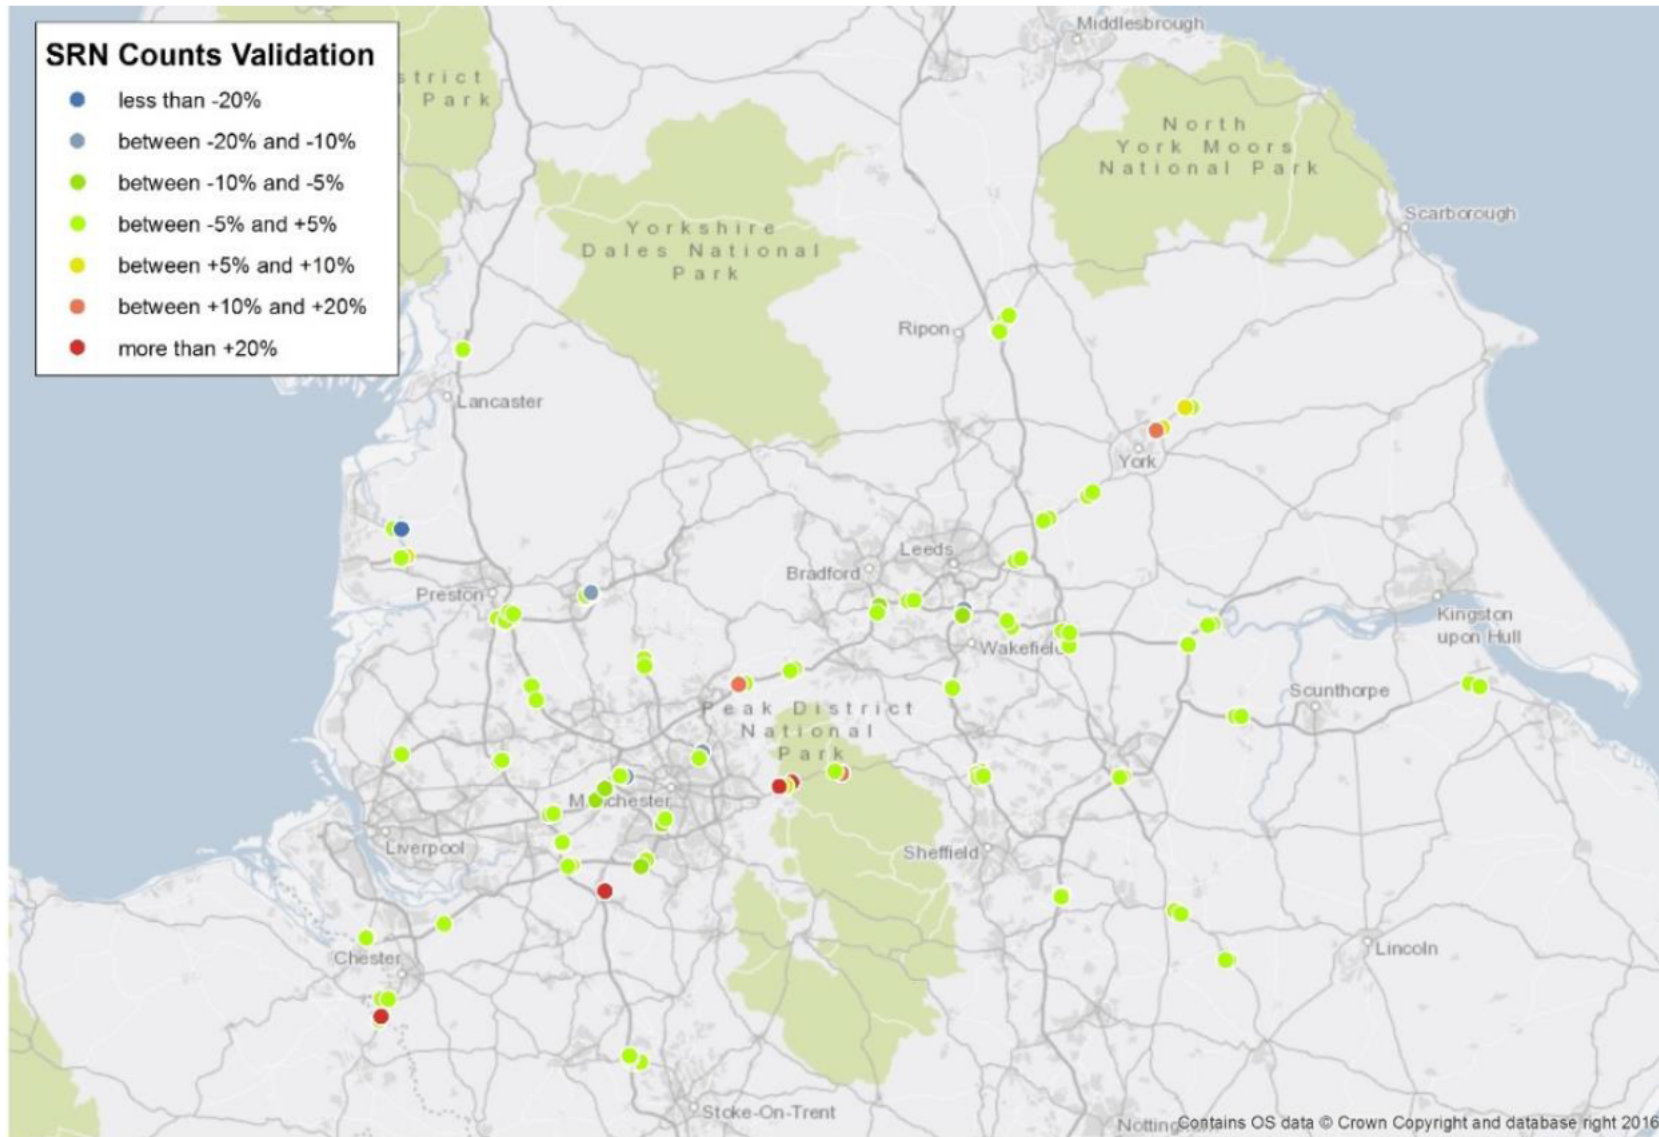 SRN Counts Validation
less than -20%
between -20% and -10%
between -10% and -5%
between -5% and +5%
between +5% and +10%
between +10% and +20%
more than +20%
Middlesbrough
Park
North
York Moors
National Park
Scarborough
Yorkshire
Dales National
Park
Ripon
Lancaster
York
Leeds
Bradford
Preston
Kingston
upon Hull
Wakefield
Scunthorpe
Peak District
National
Park
Manchester
Liverpool
Sheffield
Chester
Lincoln
Stoke-On-Trent
Contains OS data © Crown Copyright and database right 2016